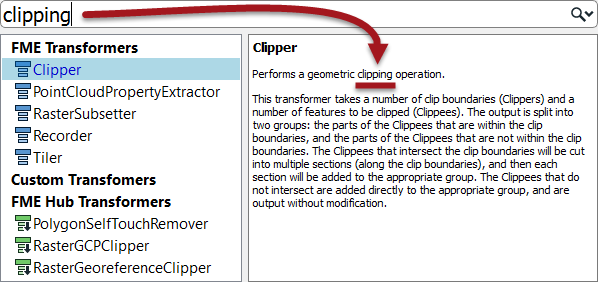 clipping
FME Transformers
Clipper
PointCloudPropertyExtractor
RasterSubsetter
Recorder
Tiler
Custom Transfomers
FME Hub Transfomers
PolygonSelfTouchRemover
RasterGCPClipper
RasterGeoreferenceClipper
Clipper
Performs a geometric clipping operation.
This transformer takes a number of clip boundaries (Clippers) and a
number of features to be clipped (Clippees). The output is split into
two groups: the parts of the Clippees that are within the clip
boundaries, and the parts of the Clippees that are not within the clip
boundaries. The Clippees that intersect the clip boundaries will be cut
into multiple sections (along the clip boundaries), and then each
section will be added to the appropriate group. The Clippees that do
not intersect are added directly to the appropriate group, and are
output without modification.